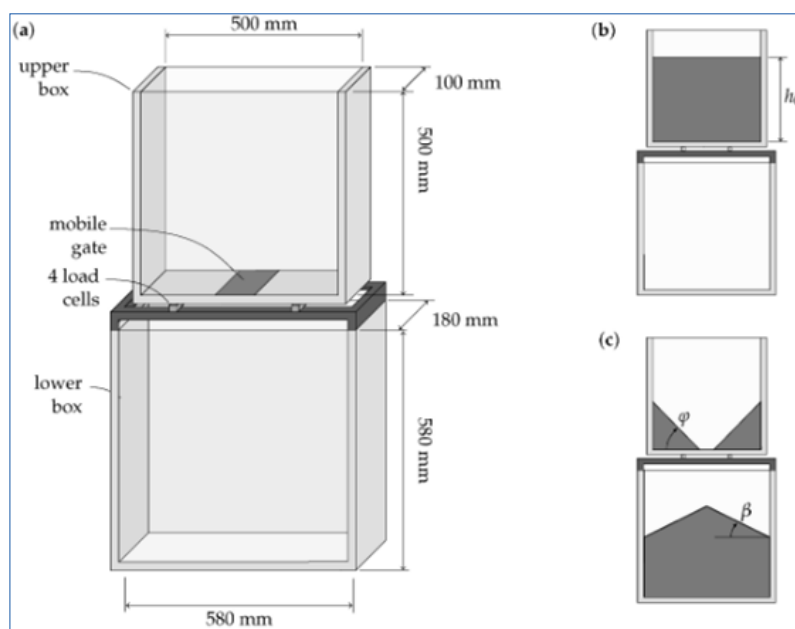 (a)
500 mm
upper
box
100 mm
500 mm
mobile
gate
4 load
cells
180 mm
lower
box
580 mm
580 mm
(b)
(c)
φ
β